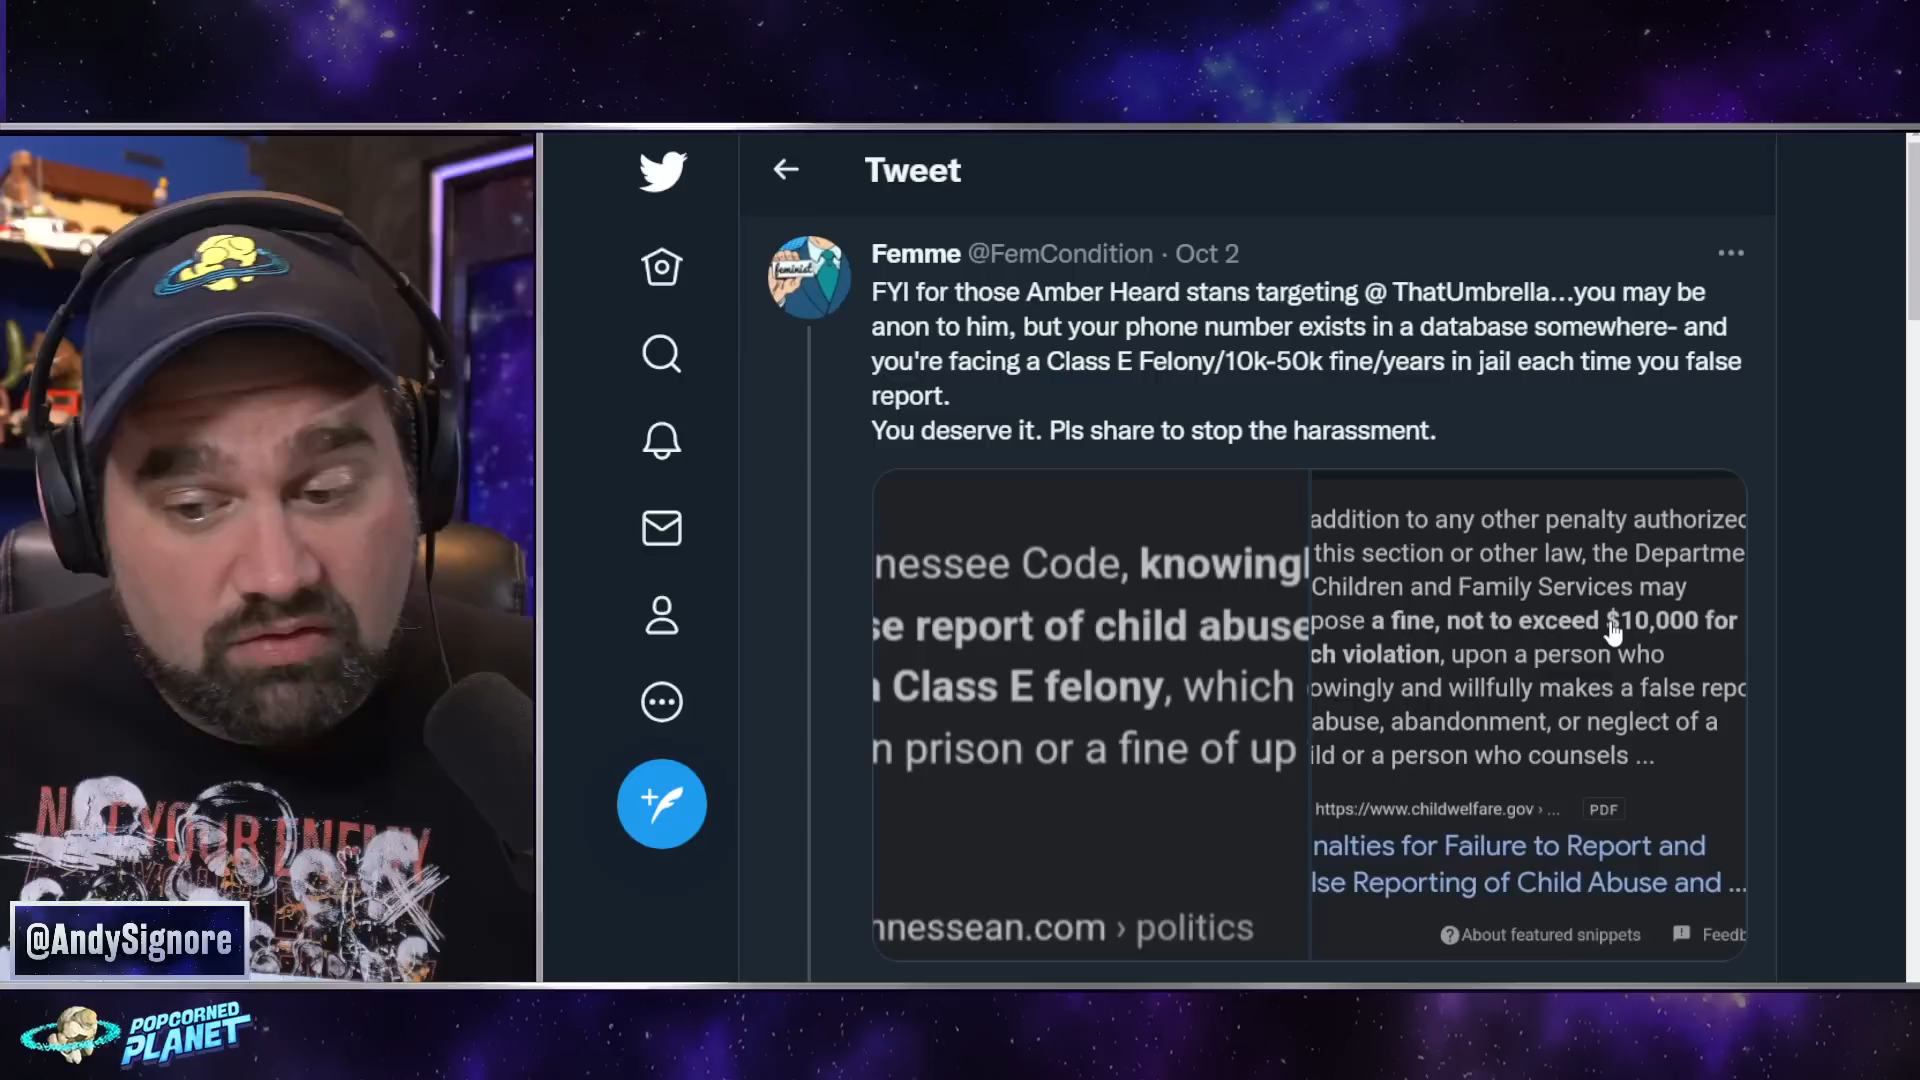 Tweet
Femme @FemCondition · Oct 2
FYI for those Amber Heard stans targeting @ ThatUmbrella...you may be
anon to him, but your phone number exists in a database somewhere- and
you're facing a Class E Felony/10k-50k fine/years in jail each time you false
report.
You deserve it. Pls share to stop the harassment.
feminist
nessee Code, knowingl
se report of child abuse
a Class E felony, which
n prison or a fine of up
nnessean.com › politics
addition to any other penalty authorized
this section or other law, the Departme
Children and Family Services may
pose a fine, not to exceed $10,000 for
ch violation, upon a person who
owingly and willfully makes a false repo
abuse, abandonment, or neglect of a
ild or a person who counsels ...
https://www.childwelfare.gov › ... PDF
nalties for Failure to Report and
lse Reporting of Child Abuse and ...
About featured snippets Feedb
NOT YOUR ENEMY
@AndySignore
POPCORNED
PLANET